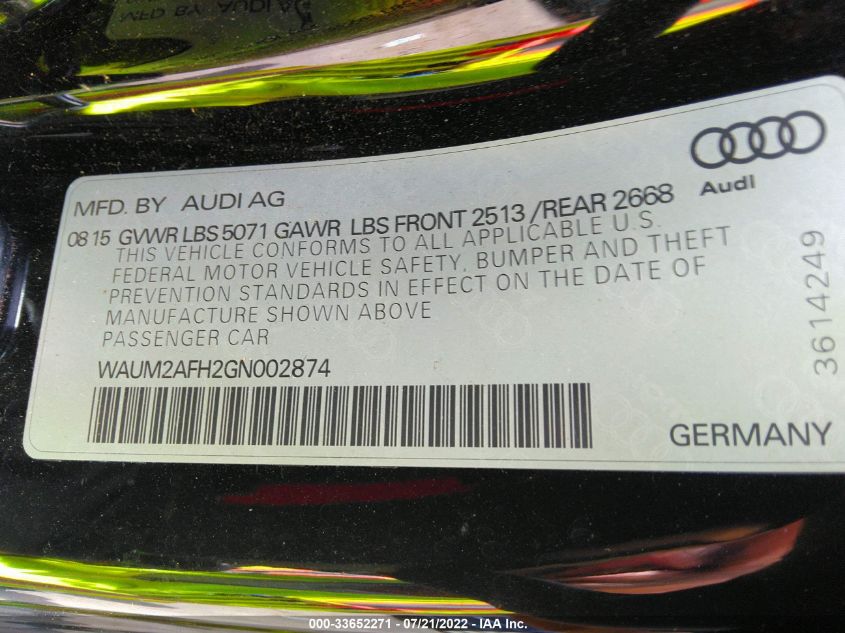 MFD. BY AUDI AG
Audi
0815 GVWR LBS 5071 GAWR LBS FRONT 2513 /REAR 2668
THIS VEHICLE CONFORMS TO ALL APPLICABLE U.S.
FEDERAL MOTOR VEHICLE SAFETY, BUMPER AND THEFT
PREVENTION STANDARDS IN EFFECT ON THE DATE OF
MANUFACTURE SHOWN ABOVE
PASSENGER CAR
WAUM2AFH2GN002874
3614249
GERMANY
000-33652271 - 07/21/2022 - IAA Inc.